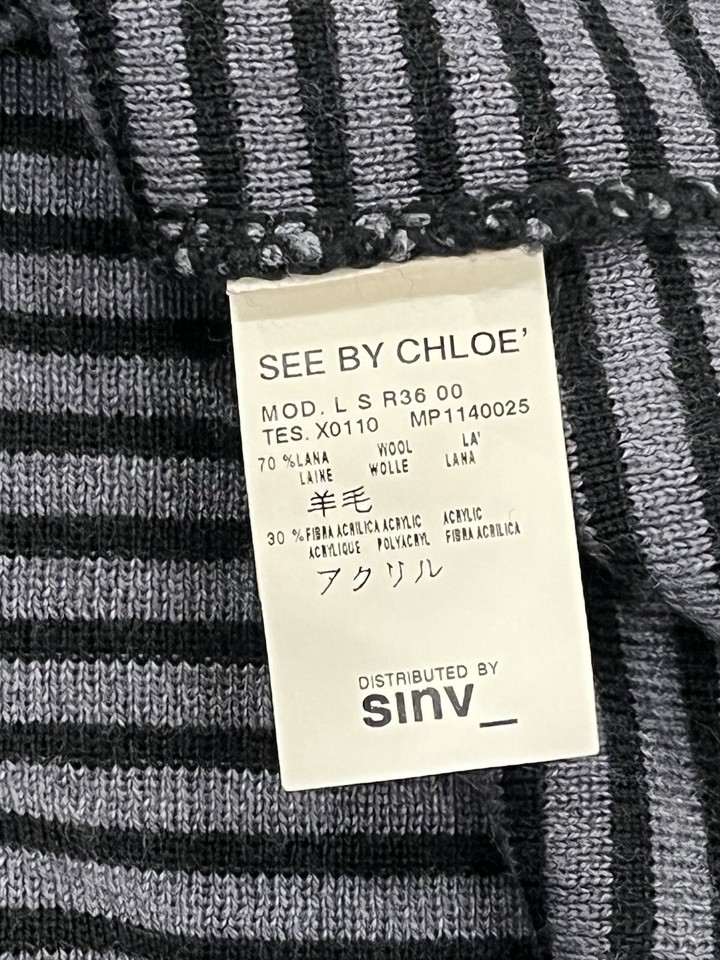 SEE BY CHLOE'
MOD. L S R36 00
TES. X0110 MP1140025
70 %LANA WOOL LA'
LAINE WOLLE LANA
羊毛
30 %FIBRA ACRILICA ACRYLIC ACRYLIC
ACRYLIQUE POLYACRYL FIBRA ACRILICA
アクリル
DISTRIBUTED BY
sinv_